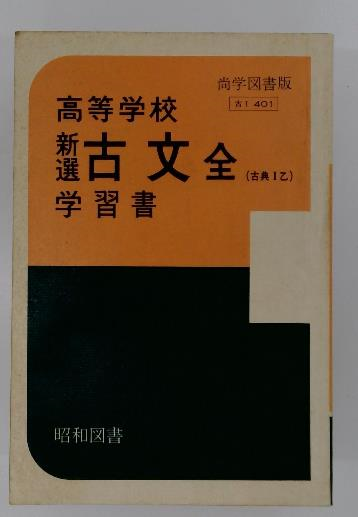 尚学図書版
古Ⅰ 401
高等学校
新選古文全(古典Ⅰ乙)
学習書
昭和図書